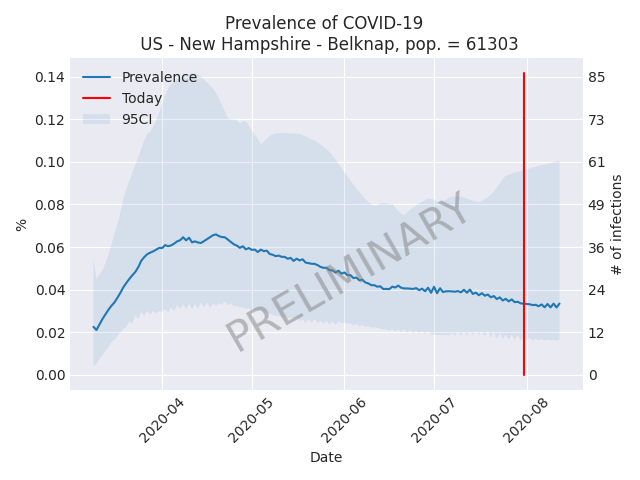 Prevalence of COVID-19
US - New Hampshire - Belknap, pop. = 61303
Prevalence
Today
95CI
PRELIMINARY
%
# of infections
0.14
0.12
0.10
0.08
0.06
0.04
0.02
0.00
85
73
61
49
36
24
12
0
2020-04
2020-05
2020-06
2020-07
2020-08
Date